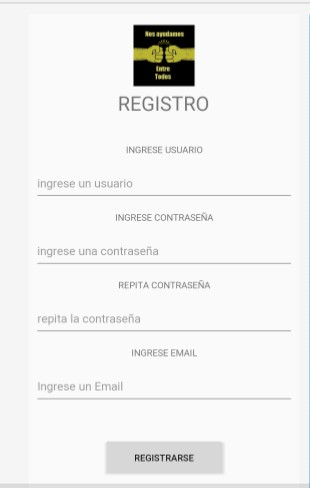 Nos ayudamos
Entre
Todos
REGISTRO
INGRESE USUARIO
ingrese un usuario
INGRESE CONTRASEÑA
ingrese una contraseña
REPITA CONTRASEÑA
repita la contraseña
INGRESE EMAIL
Ingrese un Email
REGISTRARSE